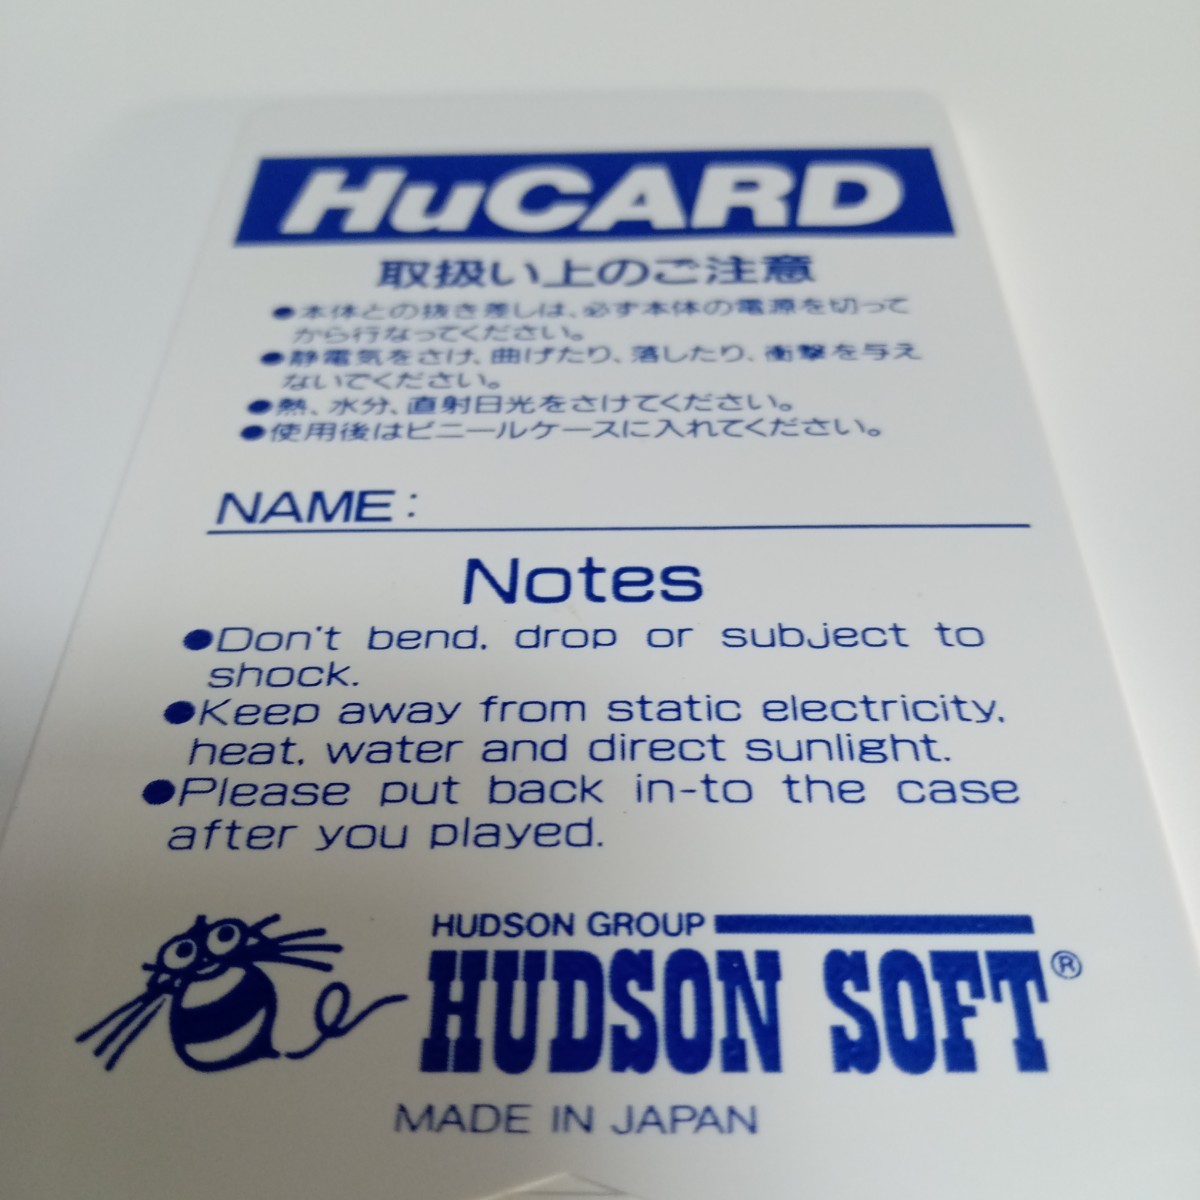 HuCARD
取扱い上のご注意
●本体との抜き差しは、必ず本体の電源を切って
から行なってください。
●静電気をさけ、曲げたり、落したり、衝撃を与え
ないでください。
●熱、水分、直射日光をさけてください。
●使用後はビニールケースに入れてください。
NAME:
Notes
●Don't bend, drop or subject to
shock.
●Keep away from static electricity,
heat, water and direct sunlight.
●Please put back in-to the case
after you played.
HUDSON GROUP
HUDSON SOFT®
MADE IN JAPAN